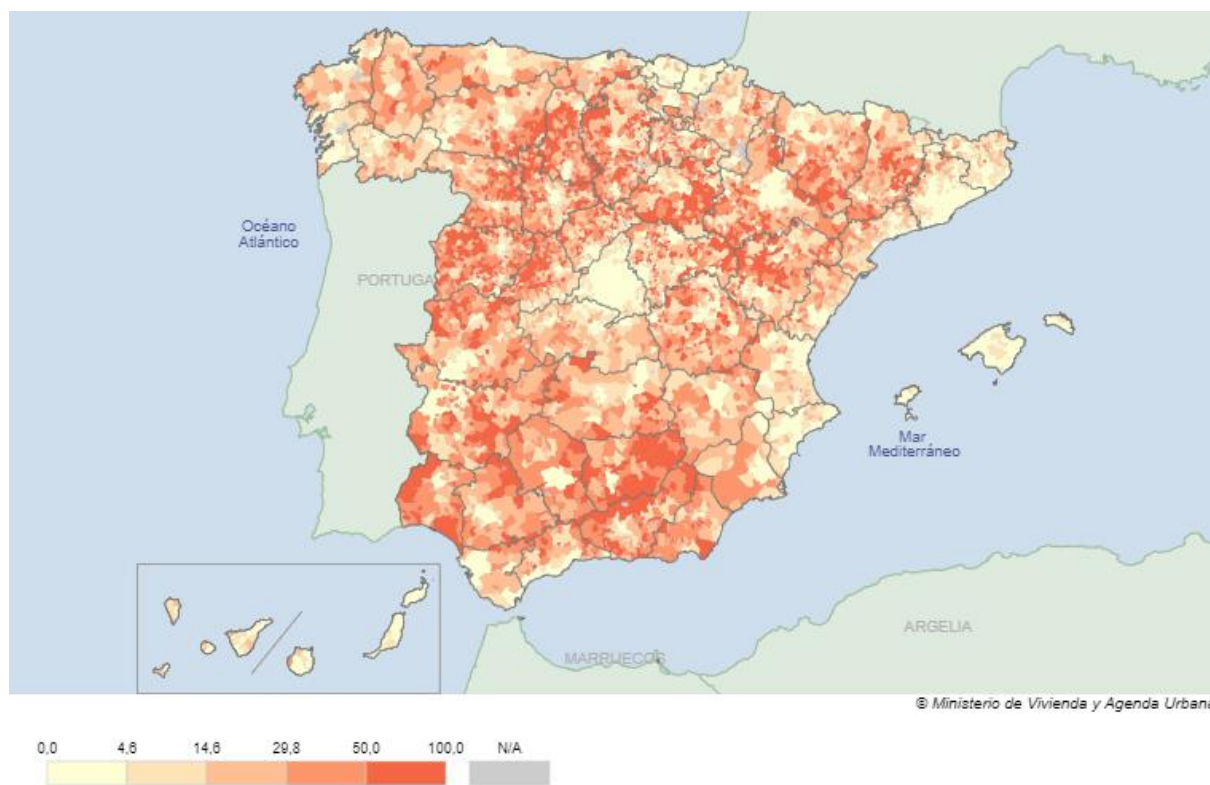 Océano
Atlántico
PORTUGA
Mar
Mediterráneo
ARGELIA
MARRUECOS
© Ministerio de Vivienda y Agenda Urbana
0,0 4,6 14,6 29,8 50,0 100,0 N/A